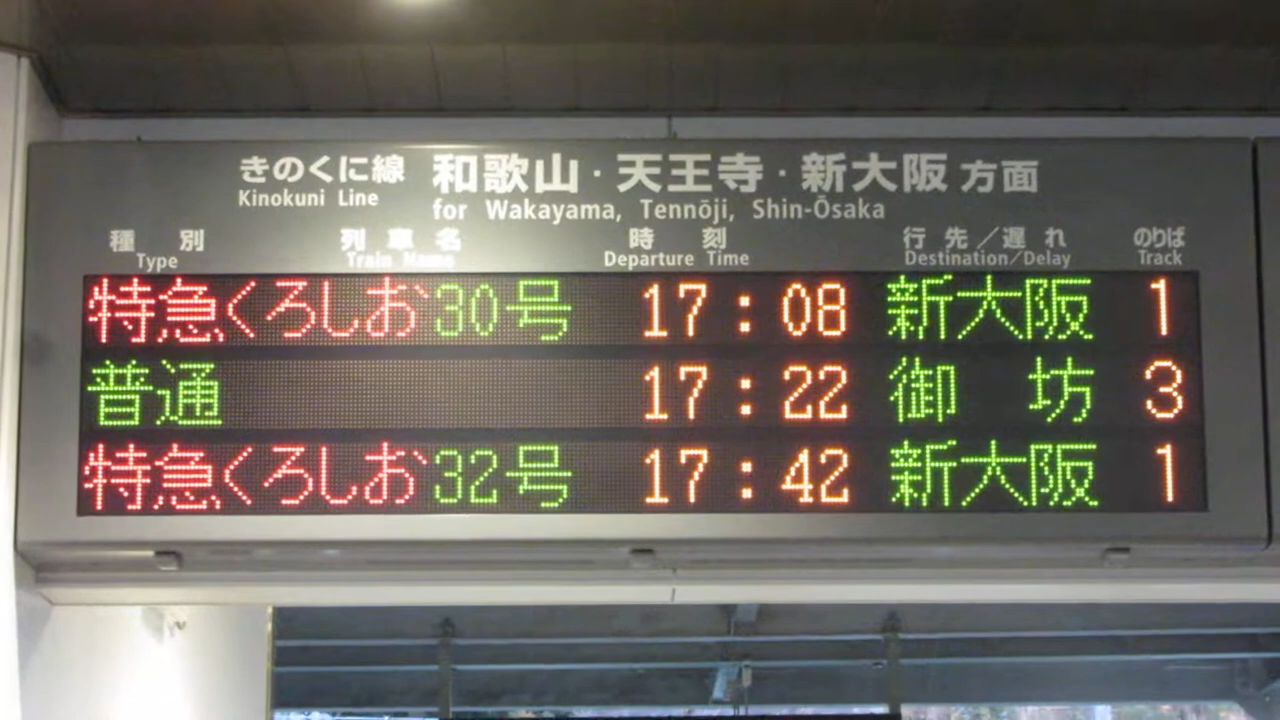 きのくに線 和歌山・天王寺・新大阪 方面
Kinokuni Line for Wakayama, Tennōji, Shin-Ōsaka
種別 列車名 時刻 行先/遅れ のりば
Type Train Name Departure Time Destination/Delay Track
特急くろしお30号 17:08 新大阪 1
普通 17:22 御坊 3
特急くろしお32号 17:42 新大阪 1